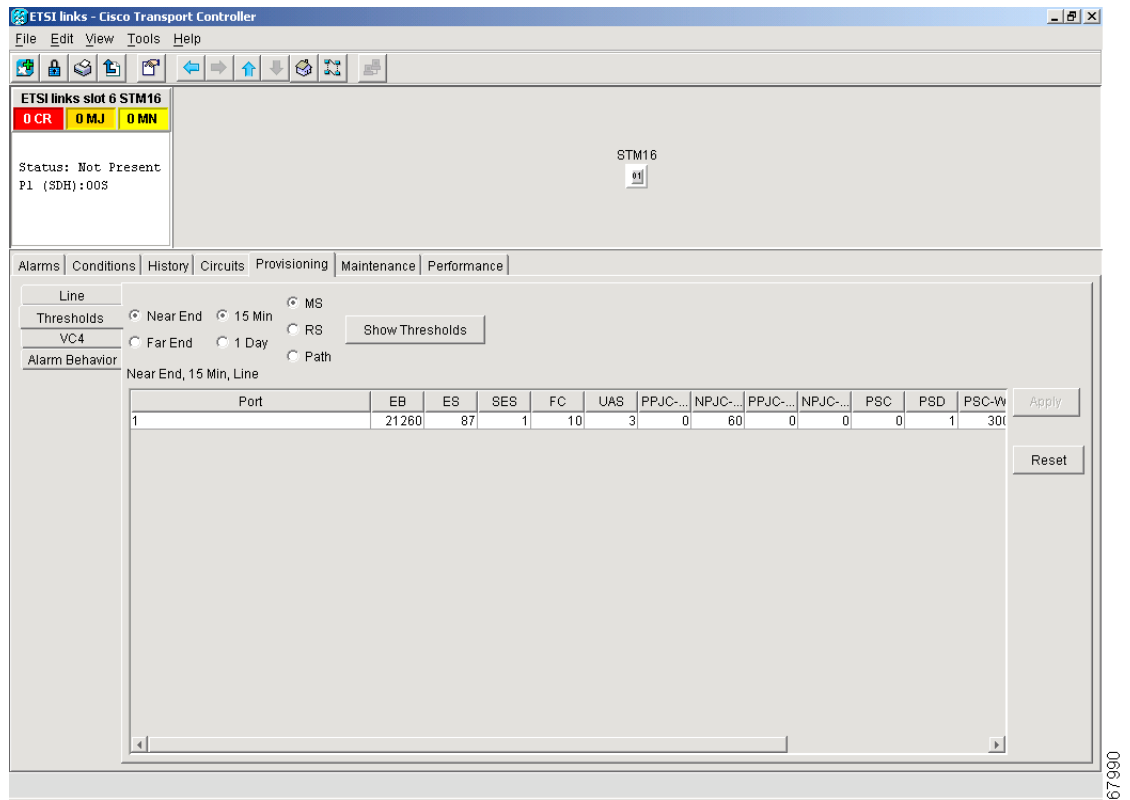 ETSI links - Cisco Transport Controller
File Edit View Tools Help
ETSI links slot 6 STM16
0 CR 0 MJ 0 MN
Status: Not Present
P1 (SDH):OOS
STM16
01
Alarms Conditions History Circuits Provisioning Maintenance Performance
Line
Thresholds
VC4
Alarm Behavior
Near End 15 Min MS
Far End 1 Day RS
Path
Show Thresholds
Near End, 15 Min, Line
Port EB ES SES FC UAS PPJC-... NPJC-... PPJC-... NPJC-... PSC PSD PSC-W
1 21260 87 1 10 3 0 60 0 0 0 1 300
Apply
Reset
67990